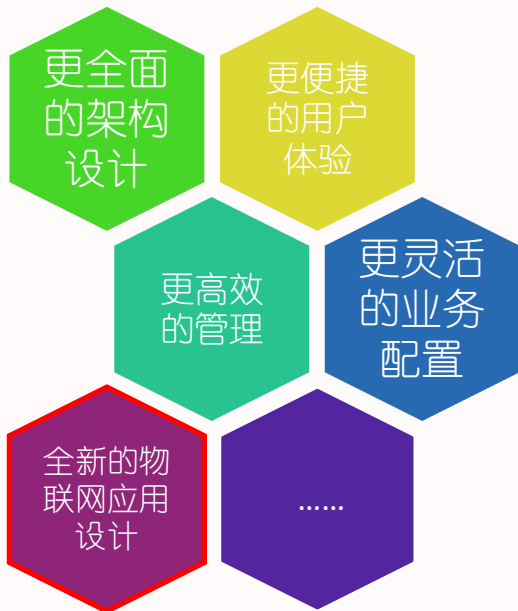 更全面
的架构
设计
更便捷
的用户
体验
更高效
的管理
更灵活
的业务
配置
全新的物
联网应用
设计
……